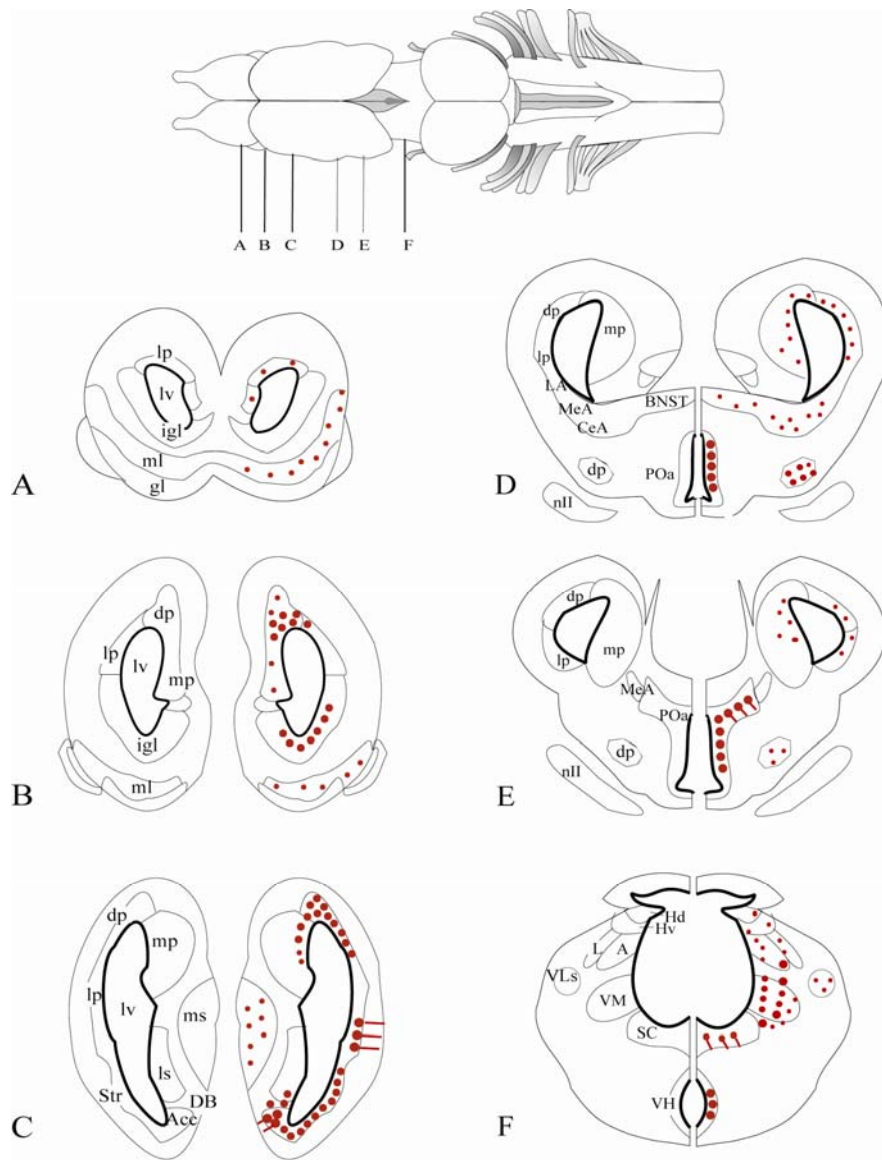 A B C D E F
lp
lv
igl
ml
gl
A
dp
lp
lv
mp
igl
ml
B
dp
mp
lp
lv
ms
ls
Str
DB
Acc
C
dp
mp
lp
LA
MeA
BNST
CeA
dp
POa
nII
D
dp
lp
mp
MeA
POa
dp
nII
E
Hd
Hv
L A
VLs
VM
SC
VH
F